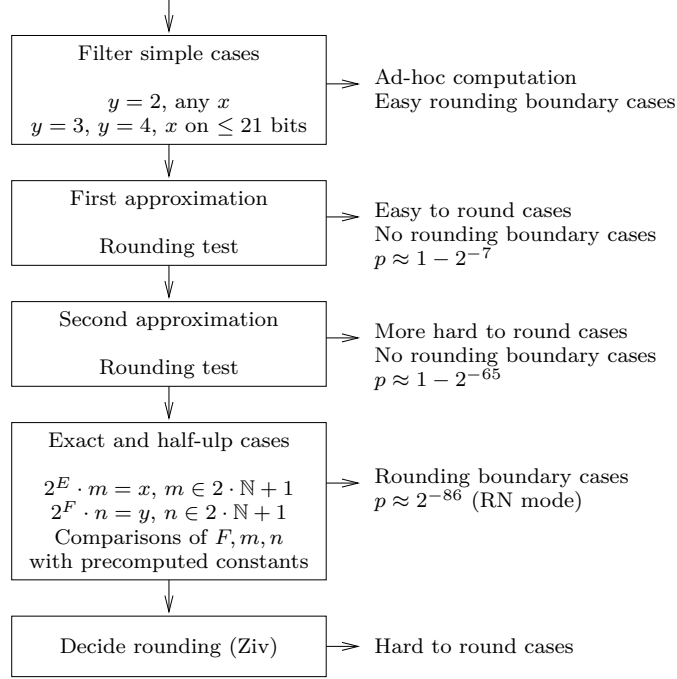 Filter simple cases
y = 2, any x
y = 3, y = 4, x on ≤ 21 bits
Ad-hoc computation
Easy rounding boundary cases
First approximation
Rounding test
Easy to round cases
No rounding boundary cases
p ≈ 1 − 2^{−7}
Second approximation
Rounding test
More hard to round cases
No rounding boundary cases
p ≈ 1 − 2^{−65}
Exact and half-ulp cases
2^E · m = x, m ∈ 2 · ℕ + 1
2^F · n = y, n ∈ 2 · ℕ + 1
Comparisons of F, m, n
with precomputed constants
Rounding boundary cases
p ≈ 2^{−86} (RN mode)
Decide rounding (Ziv)
Hard to round cases